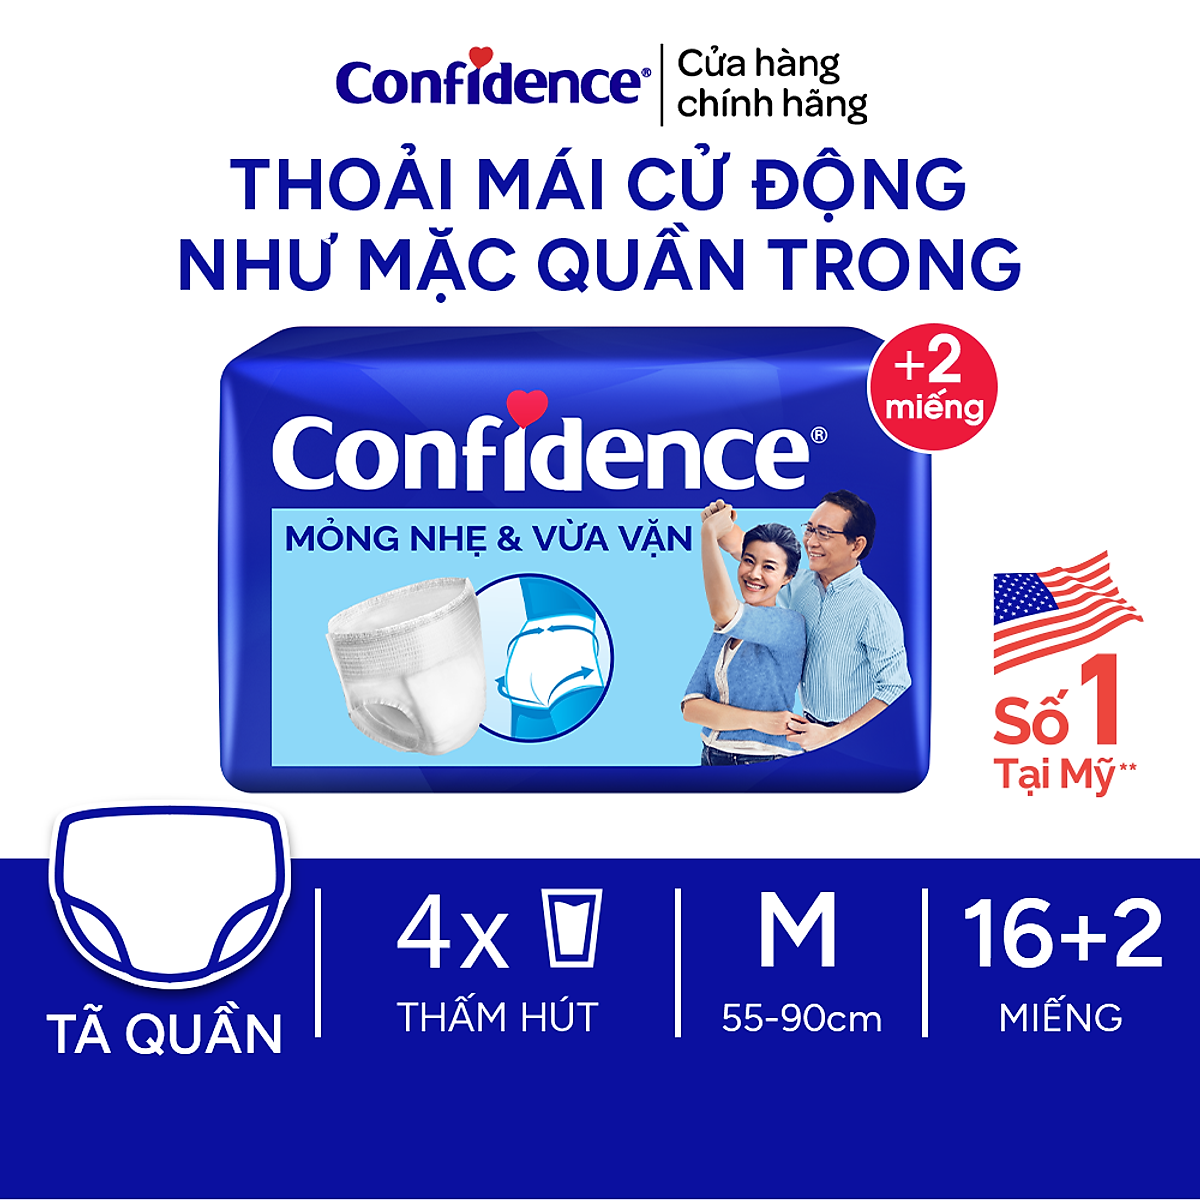 Confidence®
Cửa hàng
chính hãng
THOẢI MÁI CỬ ĐỘNG
NHƯ MẶC QUẦN TRONG
+2
miếng
Confidence®
MỎNG NHẸ & VỪA VẶN
Số 1
Tại Mỹ**
TÃ QUẦN
4x
THẤM HÚT
M
55-90cm
16+2
MIẾNG